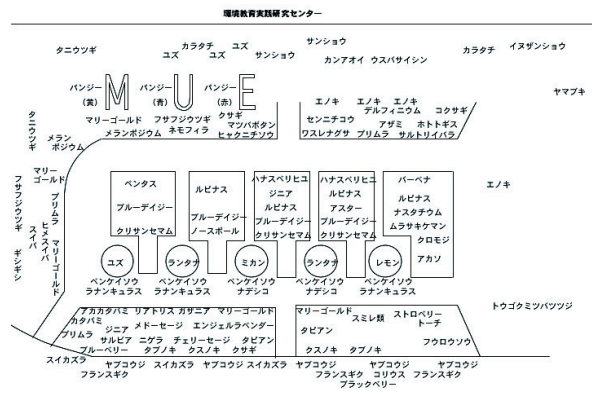 環境教育実践研究センター
タニウツギ
ユズ
カラタチ
ユズ
ユズ
サンショウ
サンショウ
カンアオイ ウスバサイシン
カラタチ
イヌザンショウ
ヤマブキ
パンジー
(黄)
M
パンジー
(青)
U
パンジー
(赤)
E
マリーゴールド
メランポジウム
フサフジウツギ
ネモフィラ
クサギ
マツバボタン
ヒャクニチソウ
エノキ エノキ エノキ
デルフィニウム コクサギ
センニチコウ アザミ ホトトギス
ワスレナグサ プリムラ サルトリイバラ
タニウツギ
メラン
ポジウム
マリー
ゴールド
フサフジウツギ
プリムラ
ヒメスイバ
スイバ
マリーゴールド
ギシギシ
ペンタス
ブルーデイジー
クリサンセマム
ルピナス
ブルーデイジー
ノースポール
ハナスベリヒユ
ジニア
ルピナス
ブルーデイジー
クリサンセマム
ハナスベリヒユ
ルピナス
アスター
ブルーデイジー
クリサンセマム
バーベナ
ルピナス
ナスタチウム
ムラサキケマン
クロモジ
アカソ
エノキ
ユズ
ランタナ
ミカン
ランタナ
レモン
ベンケイソウ
ラナンキュラス
ベンケイソウ
ラナンキュラス
ベンケイソウ
ナデシコ
ベンケイソウ
ナデシコ
ベンケイソウ
ラナンキュラス
トウゴクミツバツツジ
アカカタバミ リアトリス ガザニア マリーゴールド
カタバミ ジニア メドーセージ エンジェルラベンダー
プリムラ サルビア ニゲラ チェリーセージ タビアン
ブルーベリー タブノキ クスノキ クサギ
マリーゴールド スミレ類 ストロベリー
トーチ
タビアン
フウロウソウ
クスノキ タブノキ
スイカズラ ヤブコウジ スイカズラ ヤブコウジ スイカズラ ヤブコウジ ヤブコウジ ヤブコウジ
フランスギク フランスギク コリウス フランスギク
ブラックベリー